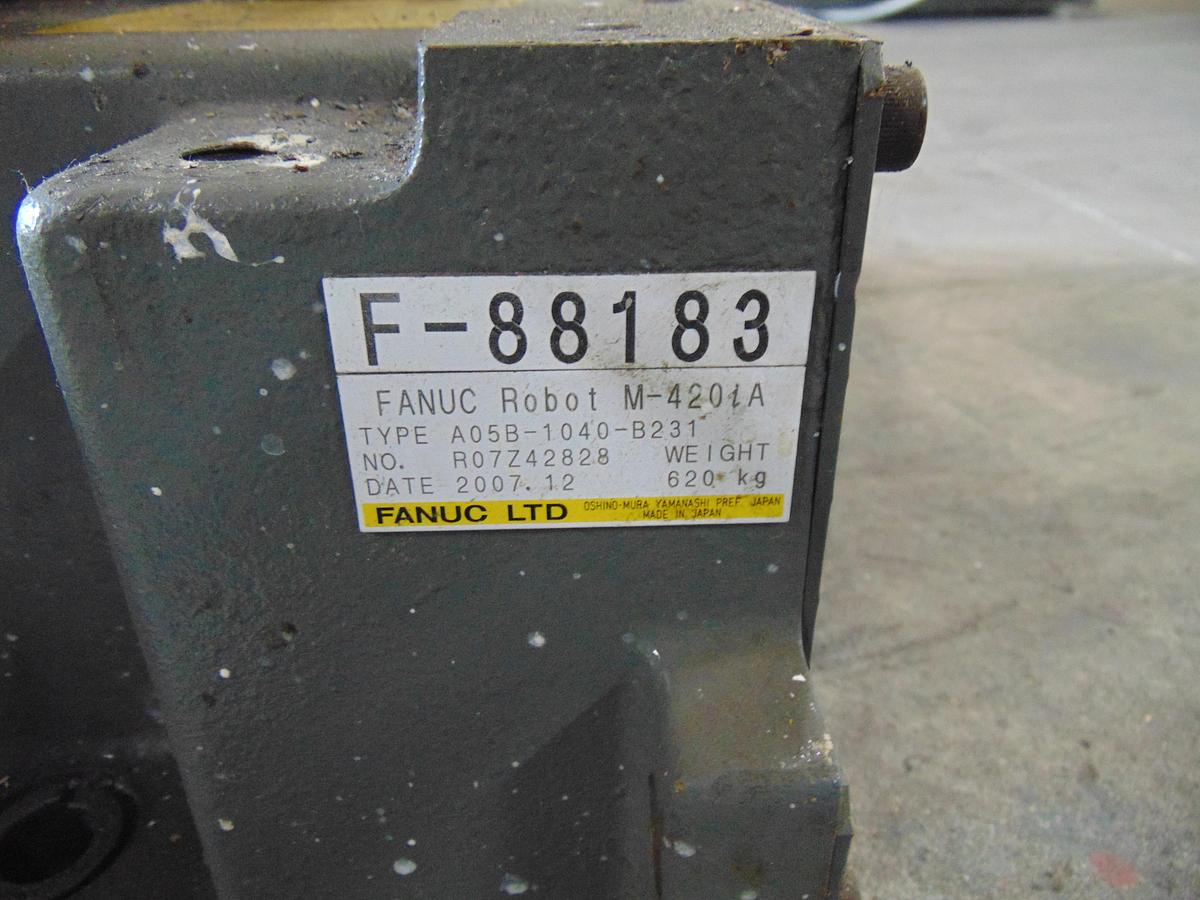 F-88183
FANUC Robot M-420iA
TYPE A05B-1040-B231
NO. R07Z42828 WEIGHT
DATE 2007.12 620 kg
FANUC LTD OSHINO-MURA YAMANASHI PREF. JAPAN
MADE IN JAPAN